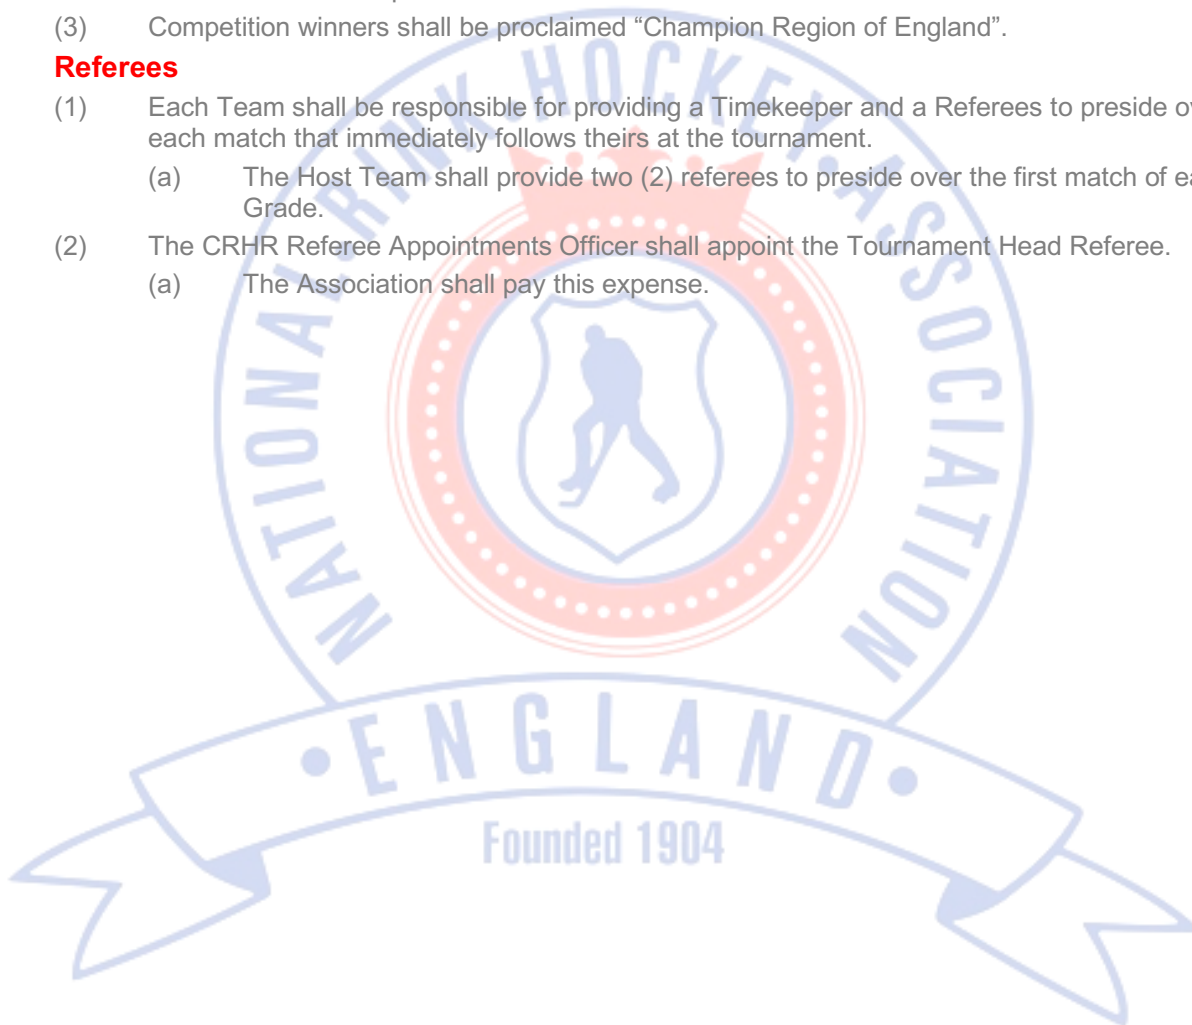 (3) Competition winners shall be proclaimed “Champion Region of England”.
Referees
(1) Each Team shall be responsible for providing a Timekeeper and a Referees to preside
each match that immediately follows theirs at the tournament.
(a) The Host Team shall provide two (2) referees to preside over the first match of
Grade.
(2) The CRHR Referee Appointments Officer shall appoint the Tournament Head Referee.
(a) The Association shall pay this expense.
NATIONAL·RINK·HOCKEY·ASSOCIATION
•ENGLAND•
Founded 1904